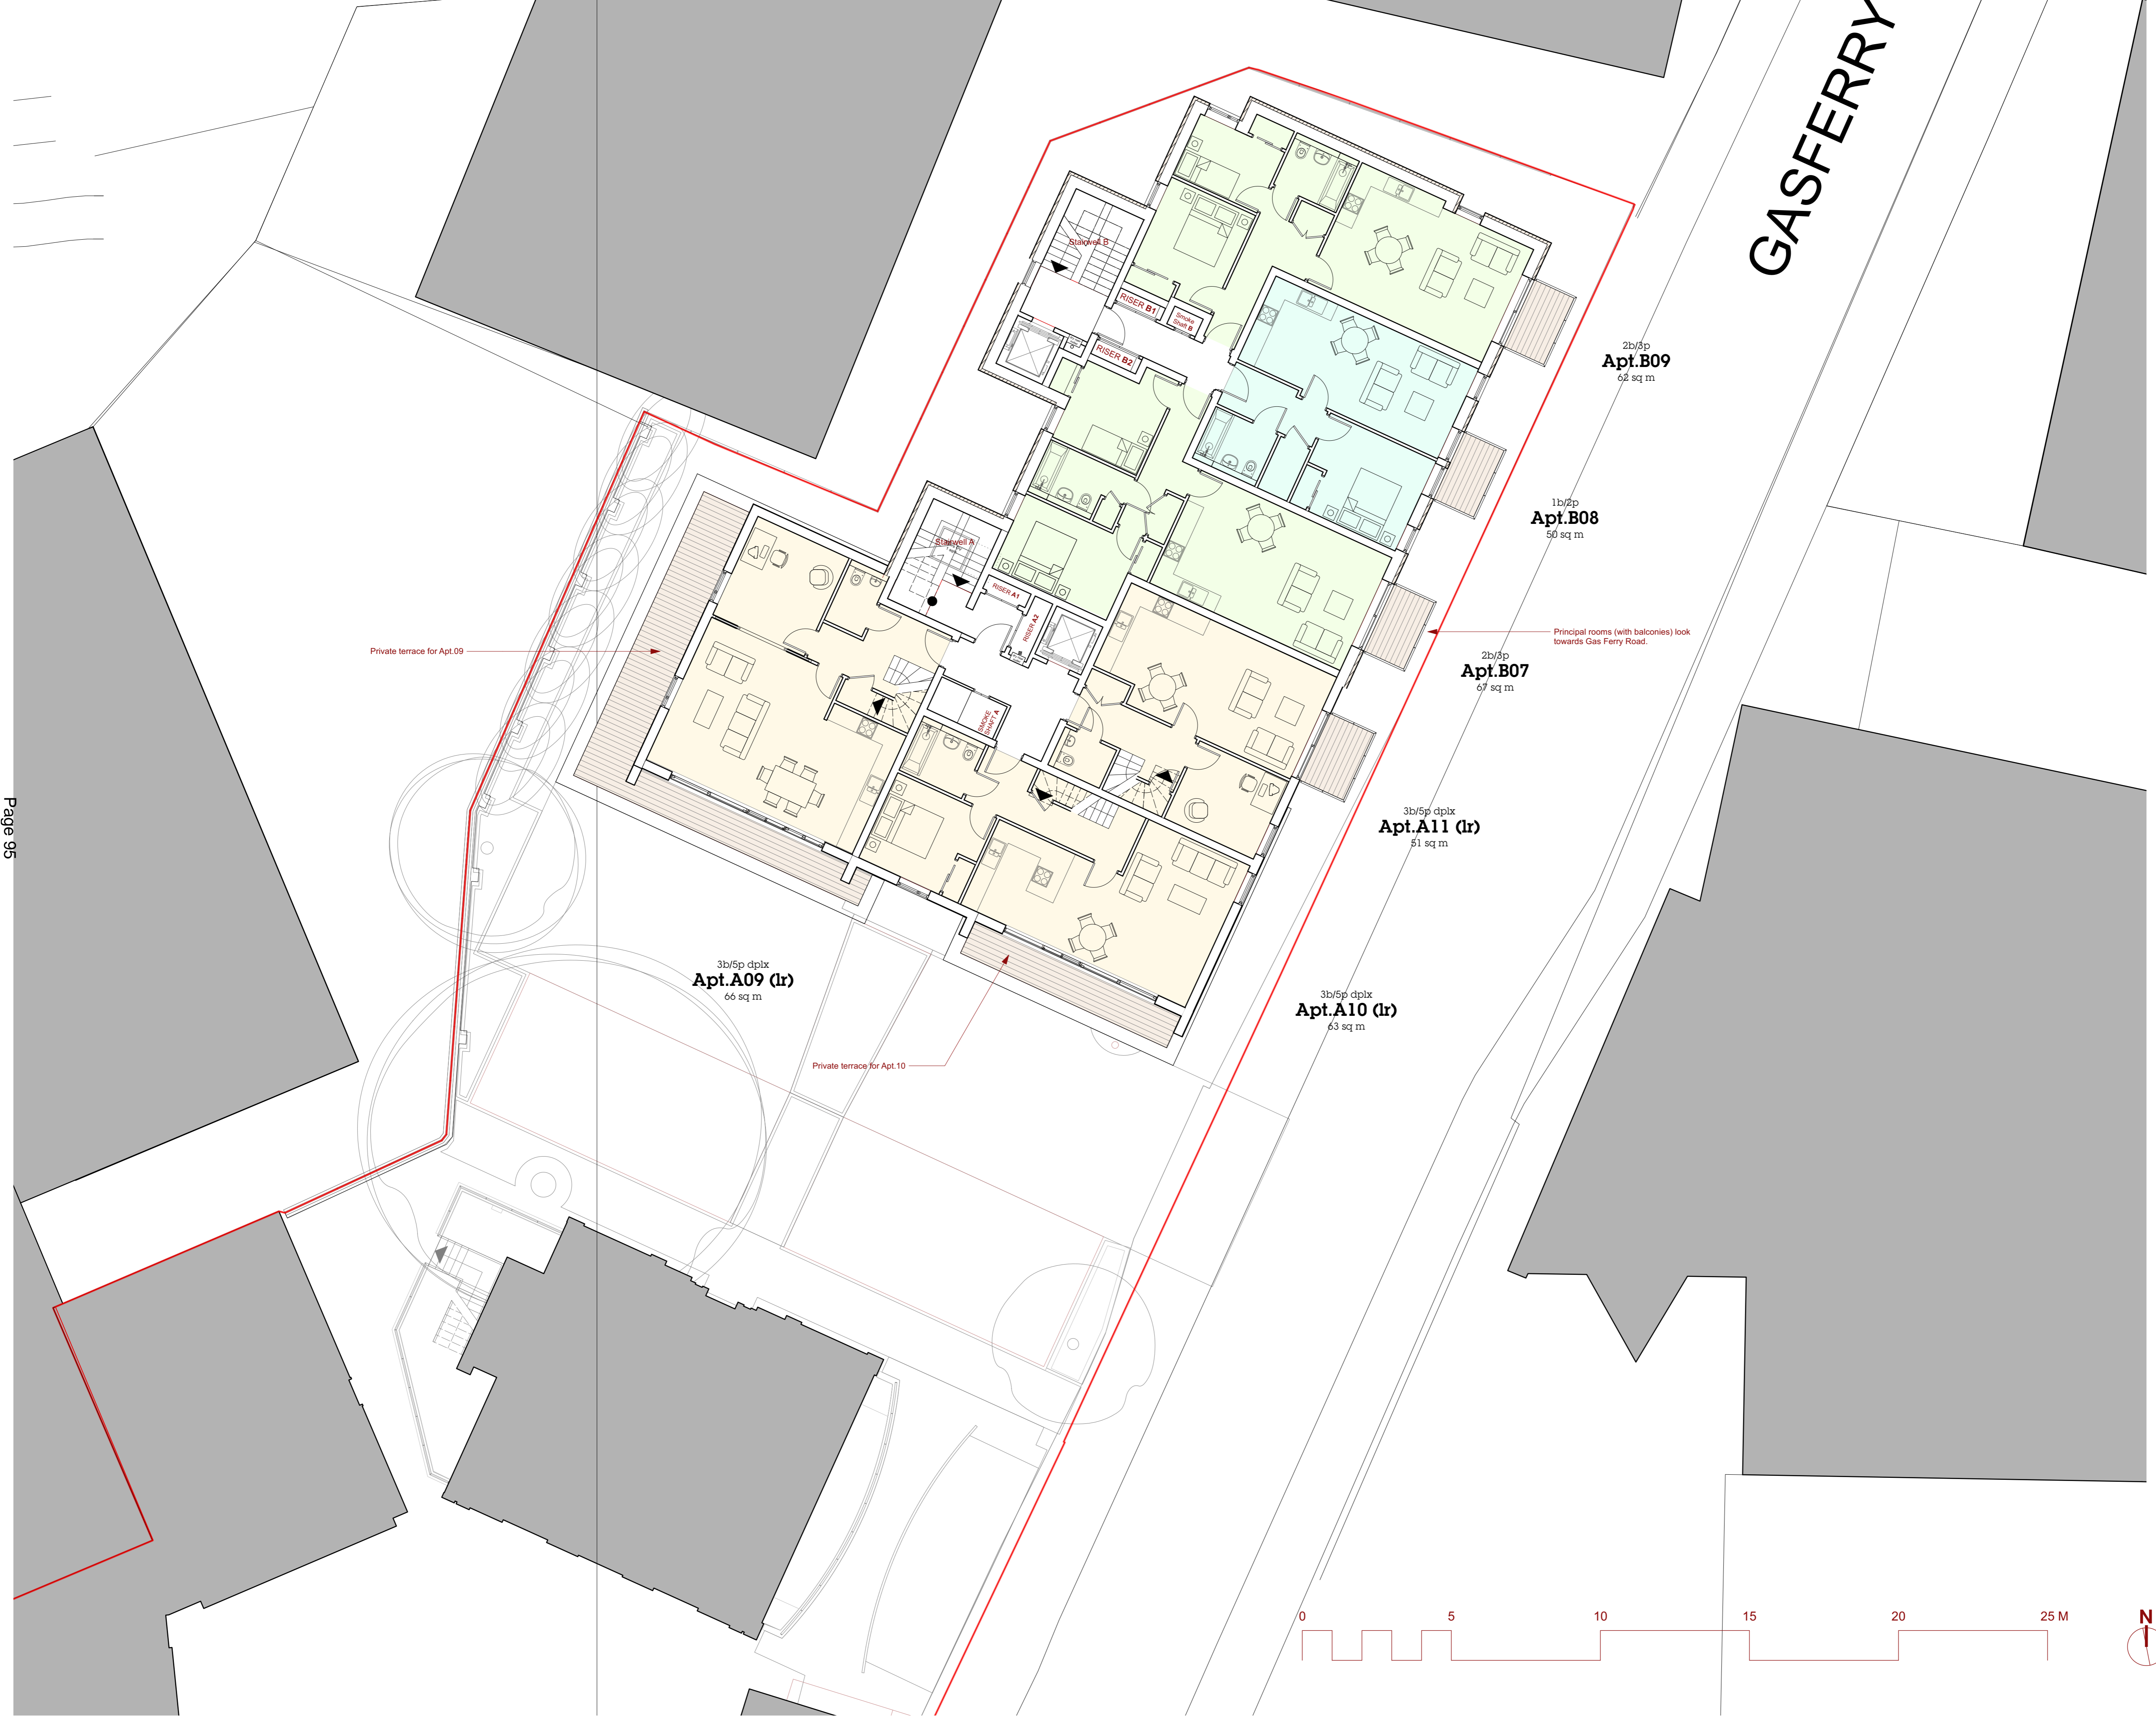 GASFERRY
Stairwell B
RISER B1
Smoke
Shaft B
RISER B2
2b/3p
Apt.B09
62 sq m
1b/2p
Apt.B08
50 sq m
Stairwell A
RISER A1
RISER A2
Private terrace for Apt.09
Principal rooms (with balconies) look
towards Gas Ferry Road.
2b/3p
Apt.B07
67 sq m
SMOKE
SHAFT A
3b/5p dplx
Apt.A11 (lr)
51 sq m
Page 95
3b/5p dplx
Apt.A09 (lr)
66 sq m
3b/5p dplx
Apt.A10 (lr)
63 sq m
Private terrace for Apt.10
0 5 10 15 20 25 M
N